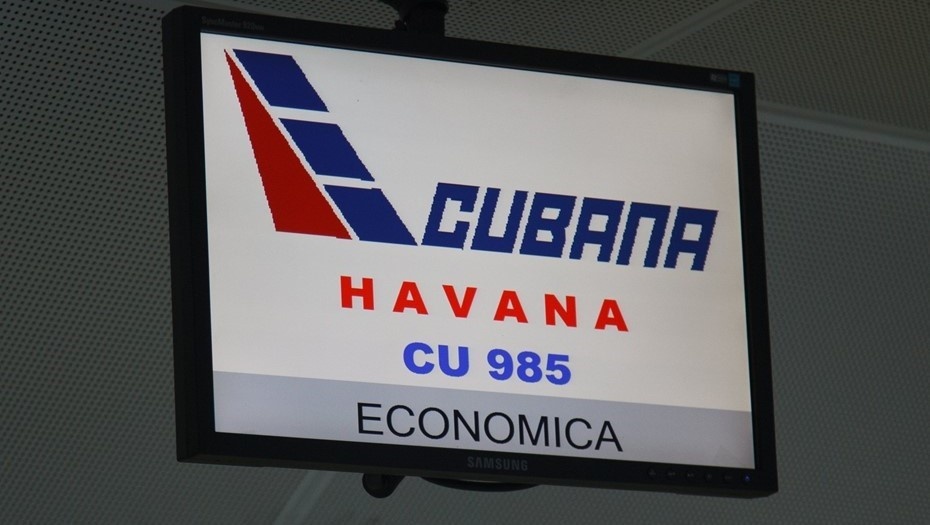 CUBANA
HAVANA
CU 985
ECONOMICA
SAMSUNG